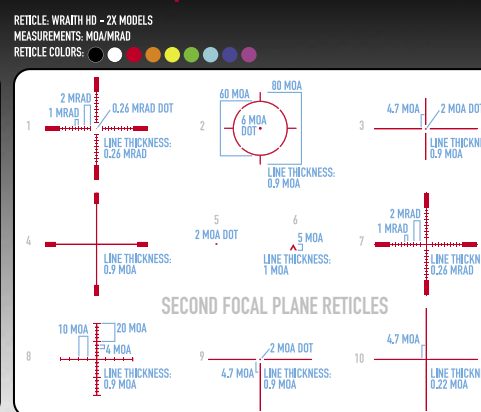 RETICLE: WRAITH HD - 2X MODELS
MEASUREMENTS: MOA/MRAD
RETICLE COLORS:
1
2 MRAD
1 MRAD
0.26 MRAD DOT
LINE THICKNESS:
0.26 MRAD
2
60 MOA
80 MOA
6 MOA
DOT
LINE THICKNESS:
0.9 MOA
3
4.7 MOA
2 MOA DOT
LINE THICKN
0.9 MOA
4
LINE THICKNESS:
0.9 MOA
5
2 MOA DOT
6
5 MOA
LINE THICKNESS:
1 MOA
7
2 MRAD
1 MRAD
LINE THICKN
0.26 MRAD
SECOND FOCAL PLANE RETICLES
8
10 MOA
20 MOA
4 MOA
LINE THICKNESS:
0.9 MOA
9
2 MOA DOT
4.7 MOA
LINE THICKNESS:
0.9 MOA
10
4.7 MOA
LINE THICKN
0.22 MOA